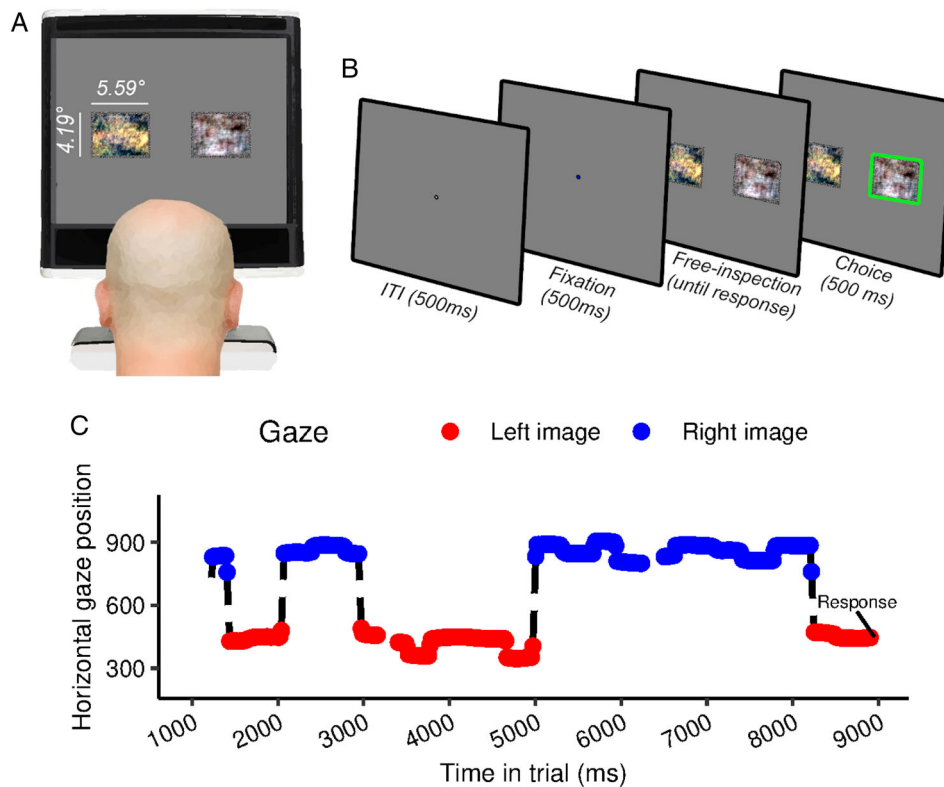 A
5.59°
4.19°
B
ITI (500ms)
Fixation
(500ms)
Free-inspection
(until response)
Choice
(500 ms)
C
Gaze
Left image
Right image
Horizontal gaze position
900
600
300
Response
1000
2000
3000
4000
5000
6000
7000
8000
9000
Time in trial (ms)